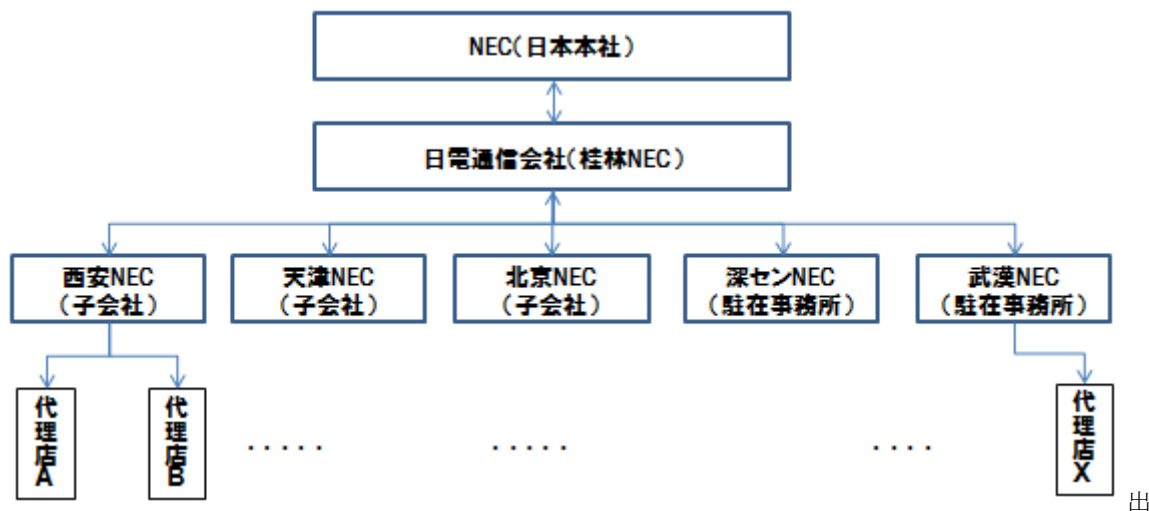 NEC(日本本社)
日電通信会社(桂林NEC)
西安NEC
(子会社)
天津NEC
(子会社)
北京NEC
(子会社)
深センNEC
(駐在事務所)
武漢NEC
(駐在事務所)
代理店A
代理店B
.....
.....
....
代理店X
出